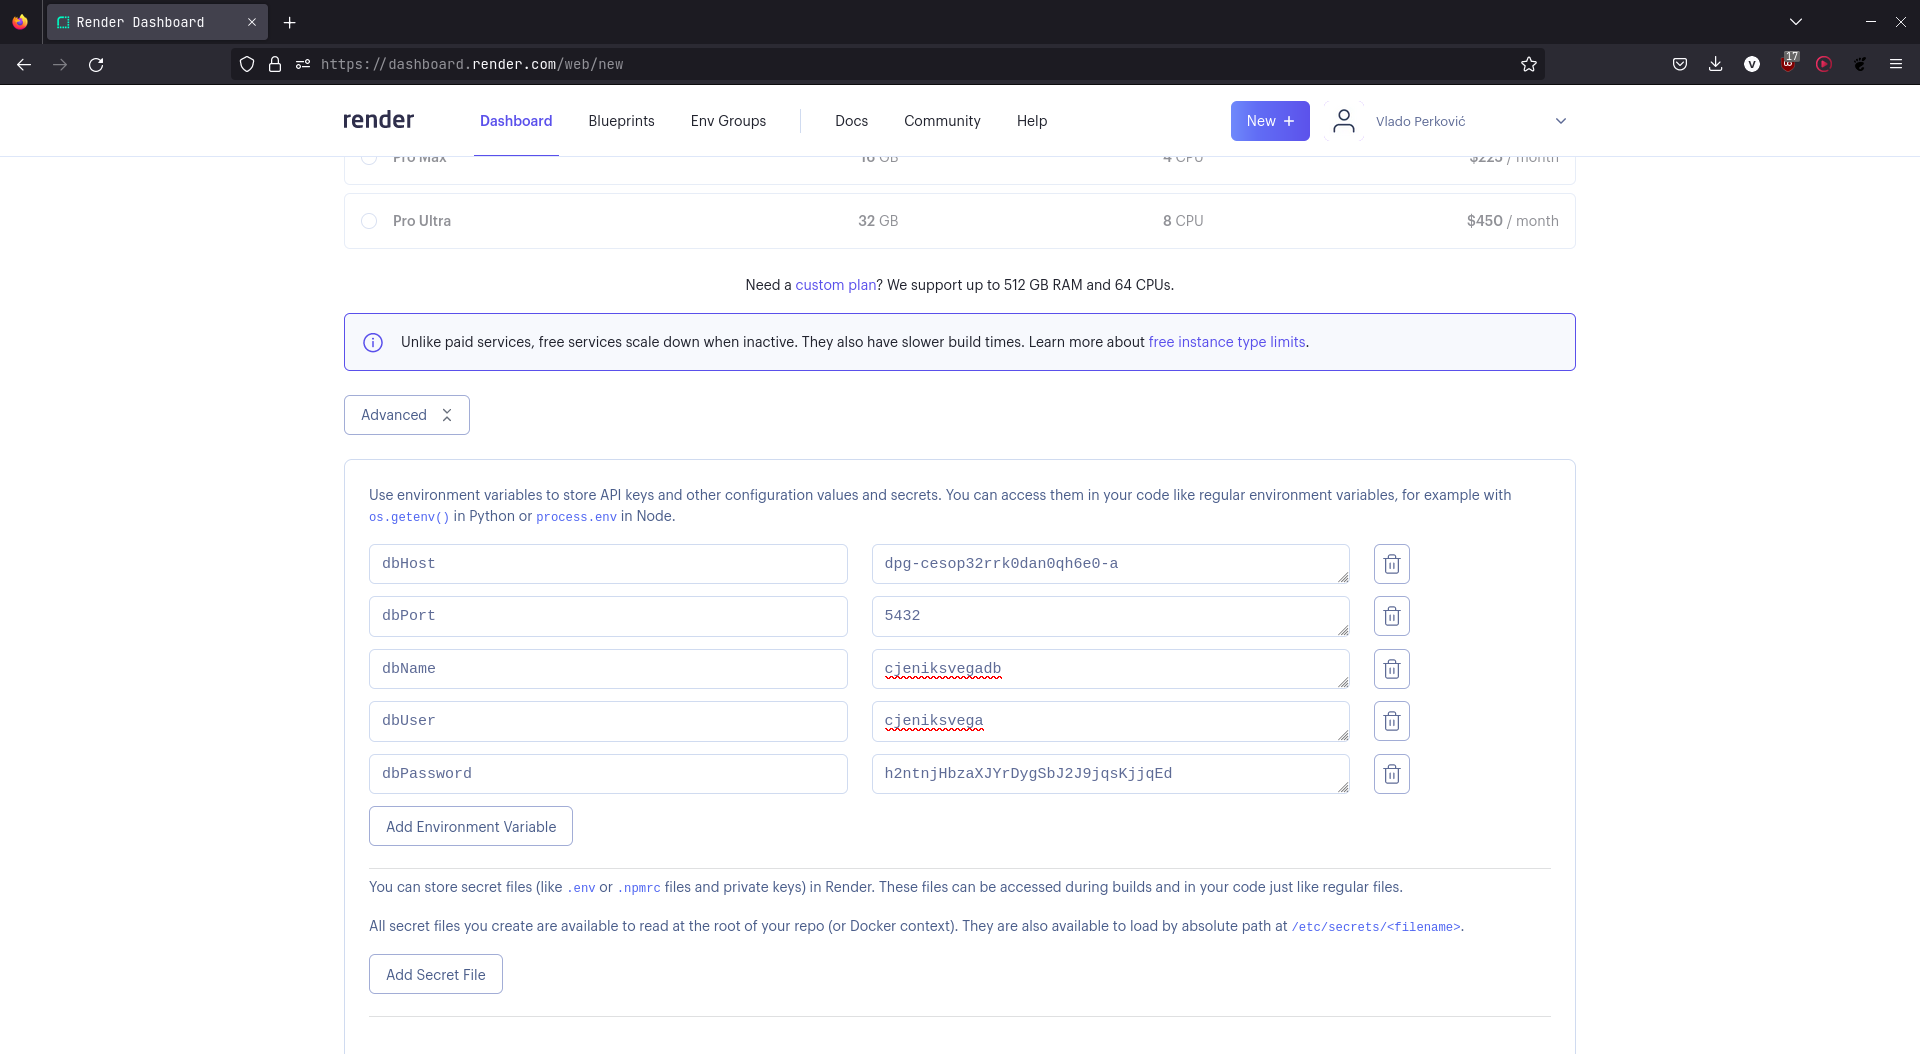 Render Dashboard
https://dashboard.render.com/web/new
17
render
Dashboard
Blueprints
Env Groups
Docs
Community
Help
New +
Vlado Perković
Pro Max 16 GB 4 CPU $225 / month
Pro Ultra 32 GB 8 CPU $450 / month
Need a custom plan? We support up to 512 GB RAM and 64 CPUs.
Unlike paid services, free services scale down when inactive. They also have slower build times. Learn more about free instance type limits.
Advanced
Use environment variables to store API keys and other configuration values and secrets. You can access them in your code like regular environment variables, for example with
os.getenv() in Python or process.env in Node.
dbHost dpg-cesop32rrk0dan0qh6e0-a
dbPort 5432
dbName cjeniksvegadb
dbUser cjeniksvega
dbPassword h2ntnjHbzaXJYrDygSbJ2J9jqsKjjqEd
Add Environment Variable
You can store secret files (like .env or .npmrc files and private keys) in Render. These files can be accessed during builds and in your code just like regular files.
All secret files you create are available to read at the root of your repo (or Docker context). They are also available to load by absolute path at /etc/secrets/<filename>.
Add Secret File